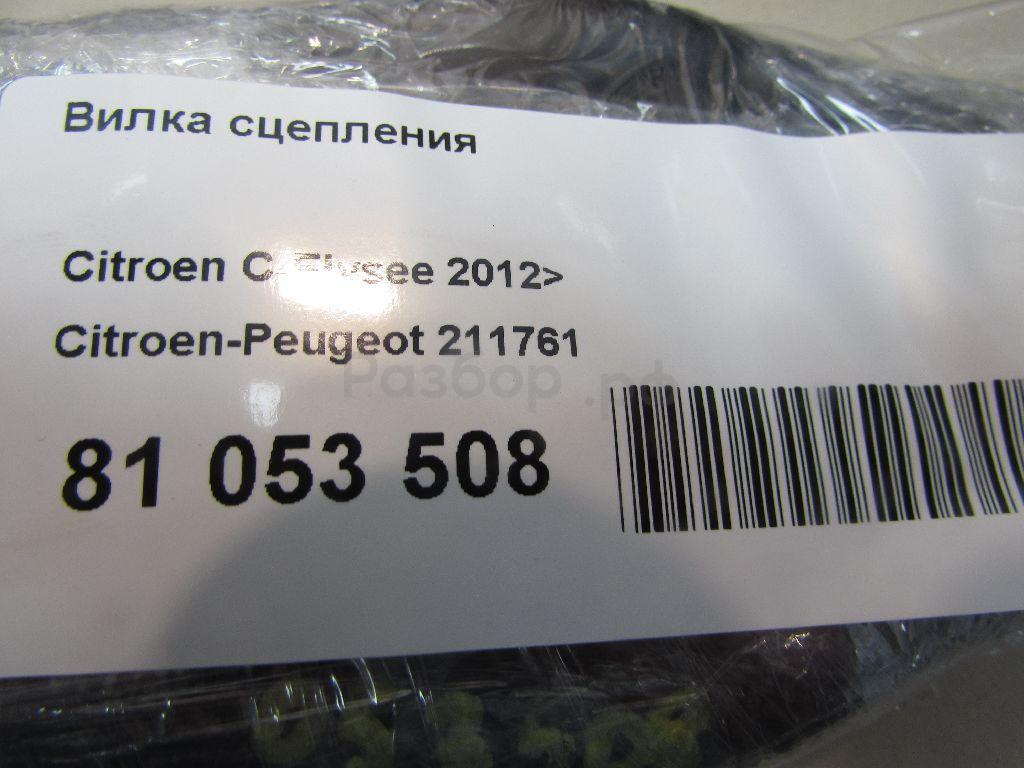 Вилка сцепления
Citroen C-Elysee 2012>
Citroen-Peugeot 211761
Разбор.рф
81 053 508